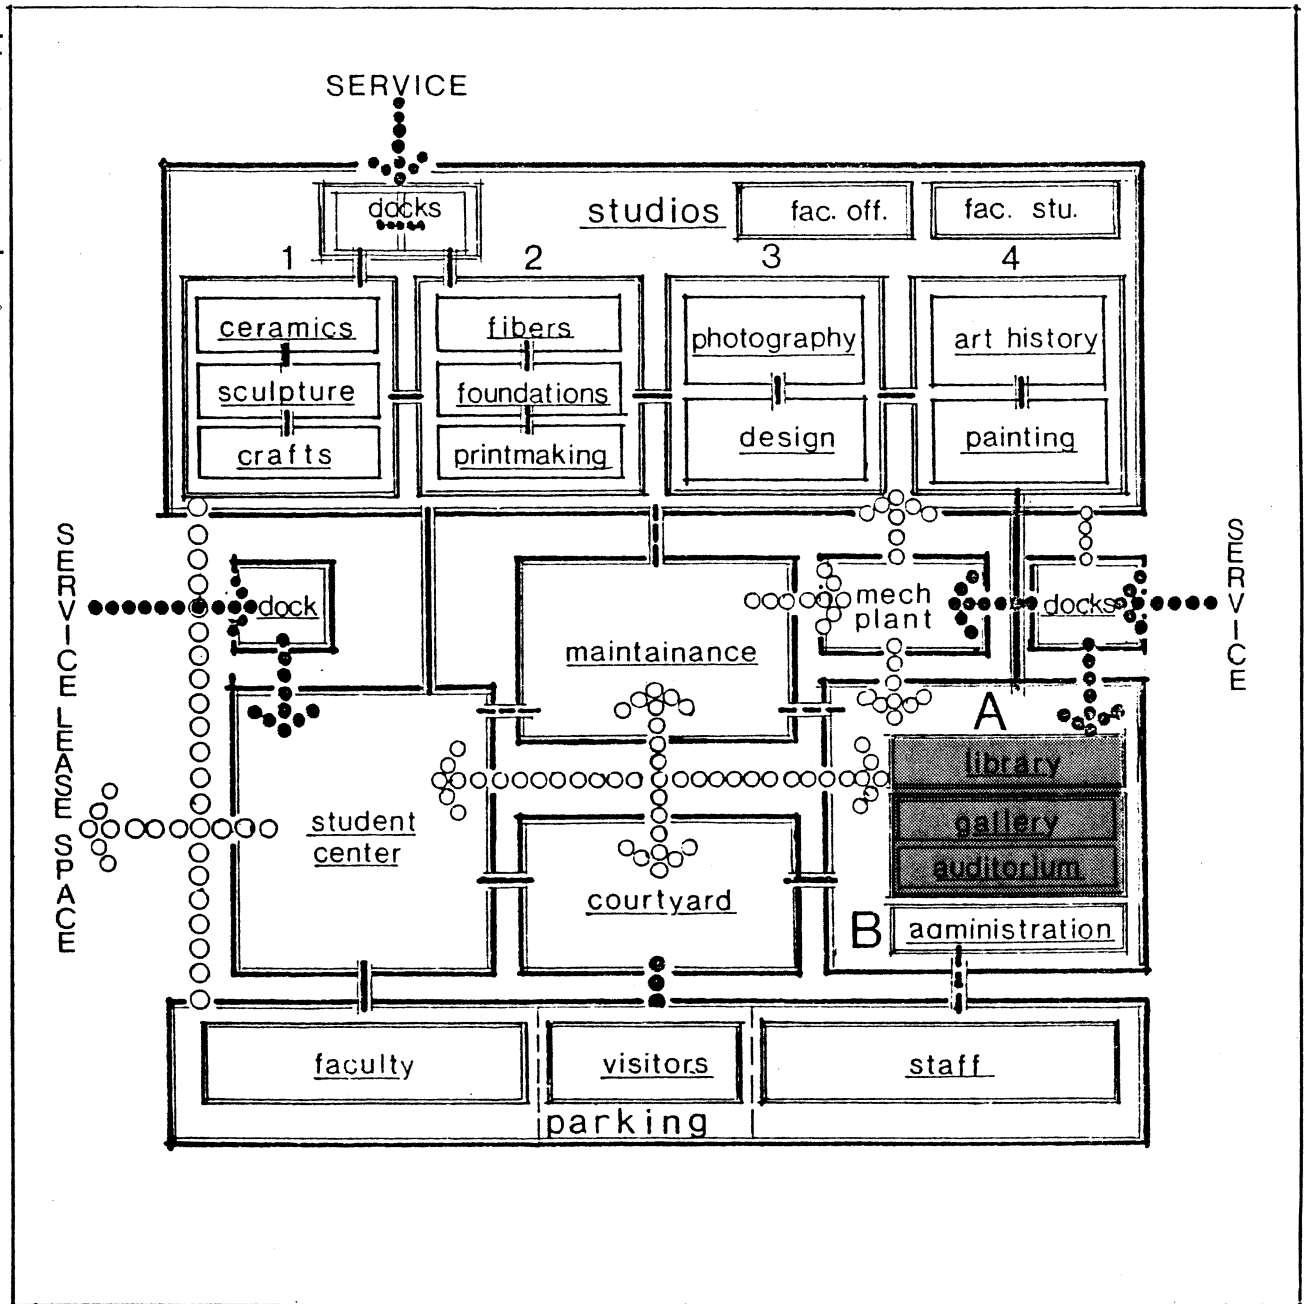 SERVICE
docks
studios
fac. off.
fac. stu.
1
2
3
4
ceramics
sculpture
crafts
fibers
foundations
printmaking
photography
design
art history
painting
SERVICE LEASE SPACE
dock
maintainance
mech
plant
docks
SERVICE
student
center
courtyard
A
library
gallery
auditorium
B
administration
faculty
visitors
staff
parking